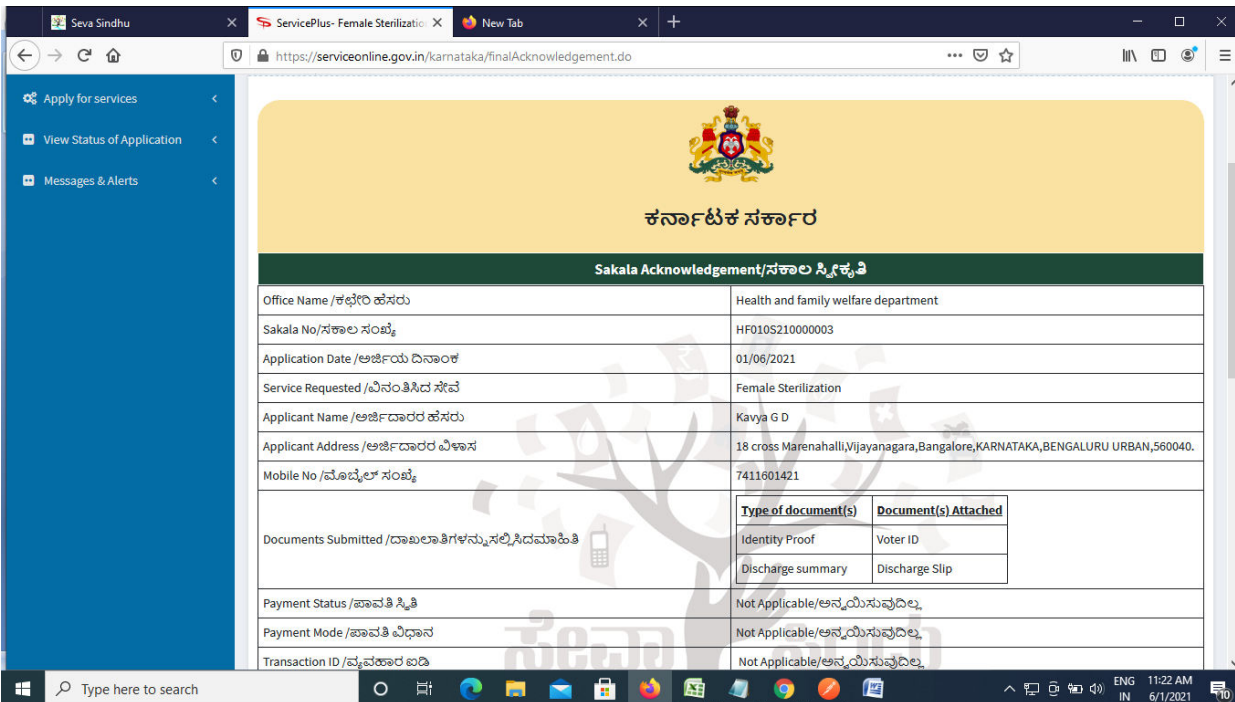 Seva Sindhu
ServicePlus- Female Sterilizatio
New Tab
https://serviceonline.gov.in/karnataka/finalAcknowledgement.do
Apply for services
View Status of Application
Messages & Alerts
ಕರ್ನಾಟಕ ಸರ್ಕಾರ
Sakala Acknowledgement/ಸಕಾಲ ಸ್ವೀಕೃತಿ
Office Name /ಕಛೇರಿ ಹೆಸರು Health and family welfare department
Sakala No/ಸಕಾಲ ಸಂಖ್ಯೆ HF010S210000003
Application Date /ಅರ್ಜಿಯ ದಿನಾಂಕ 01/06/2021
Service Requested /ವಿನಂತಿಸಿದ ಸೇವೆ Female Sterilization
Applicant Name /ಅರ್ಜಿದಾರರ ಹೆಸರು Kavya G D
Applicant Address /ಅರ್ಜಿದಾರರ ವಿಳಾಸ 18 cross Marenahalli,Vijayanagara,Bangalore,KARNATAKA,BENGALURU URBAN,560040.
Mobile No /ಮೊಬೈಲ್ ಸಂಖ್ಯೆ 7411601421
Type of document(s) Document(s) Attached
Documents Submitted /ದಾಖಲಾತಿಗಳನ್ನು ಸಲ್ಲಿಸಿದಮಾಹಿತಿ Identity Proof Voter ID
Discharge summary Discharge Slip
Payment Status /ಪಾವತಿ ಸ್ಥಿತಿ Not Applicable/ಅನ್ವಯಿಸುವುದಿಲ್ಲ
Payment Mode /ಪಾವತಿ ವಿಧಾನ Not Applicable/ಅನ್ವಯಿಸುವುದಿಲ್ಲ
Transaction ID /ವ್ಯವಹಾರ ಐಡಿ Not Applicable/ಅನ್ವಯಿಸುವುದಿಲ್ಲ
ಸೇವಾ ಸಿಂಧು
Type here to search
ENG 11:22 AM
IN 6/1/2021
10